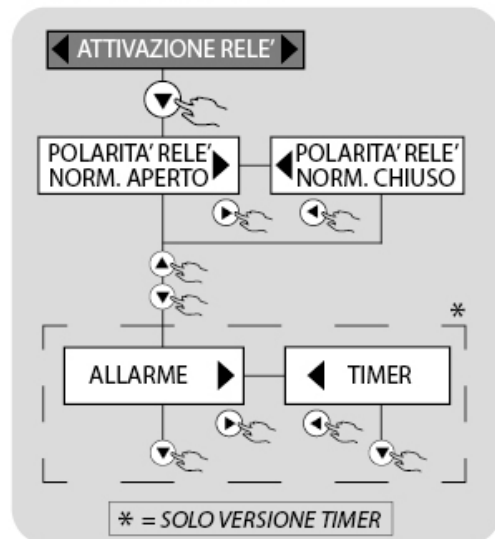 ATTIVAZIONE RELE'
POLARITA' RELE'
NORM. APERTO
POLARITA' RELE'
NORM. CHIUSO
*
ALLARME
TIMER
* = SOLO VERSIONE TIMER